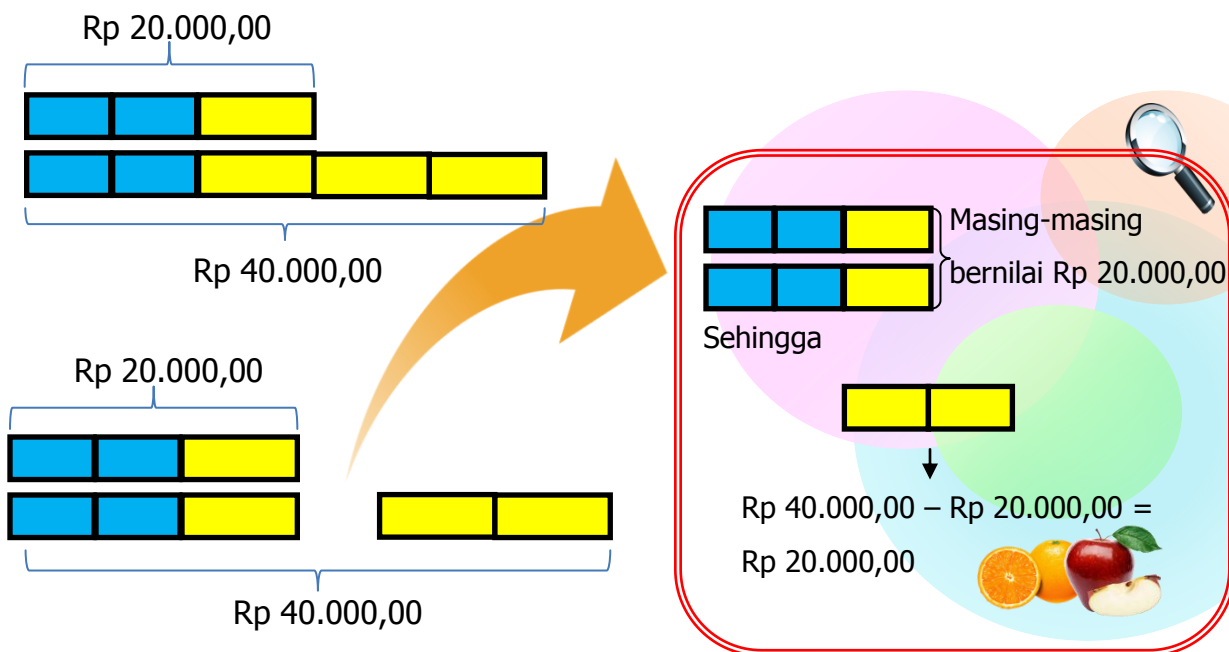 Rp 20.000,00
Rp 40.000,00
Rp 20.000,00
Rp 40.000,00
Masing-masing
bernilai Rp 20.000,00
Sehingga
Rp 40.000,00 – Rp 20.000,00 =
Rp 20.000,00